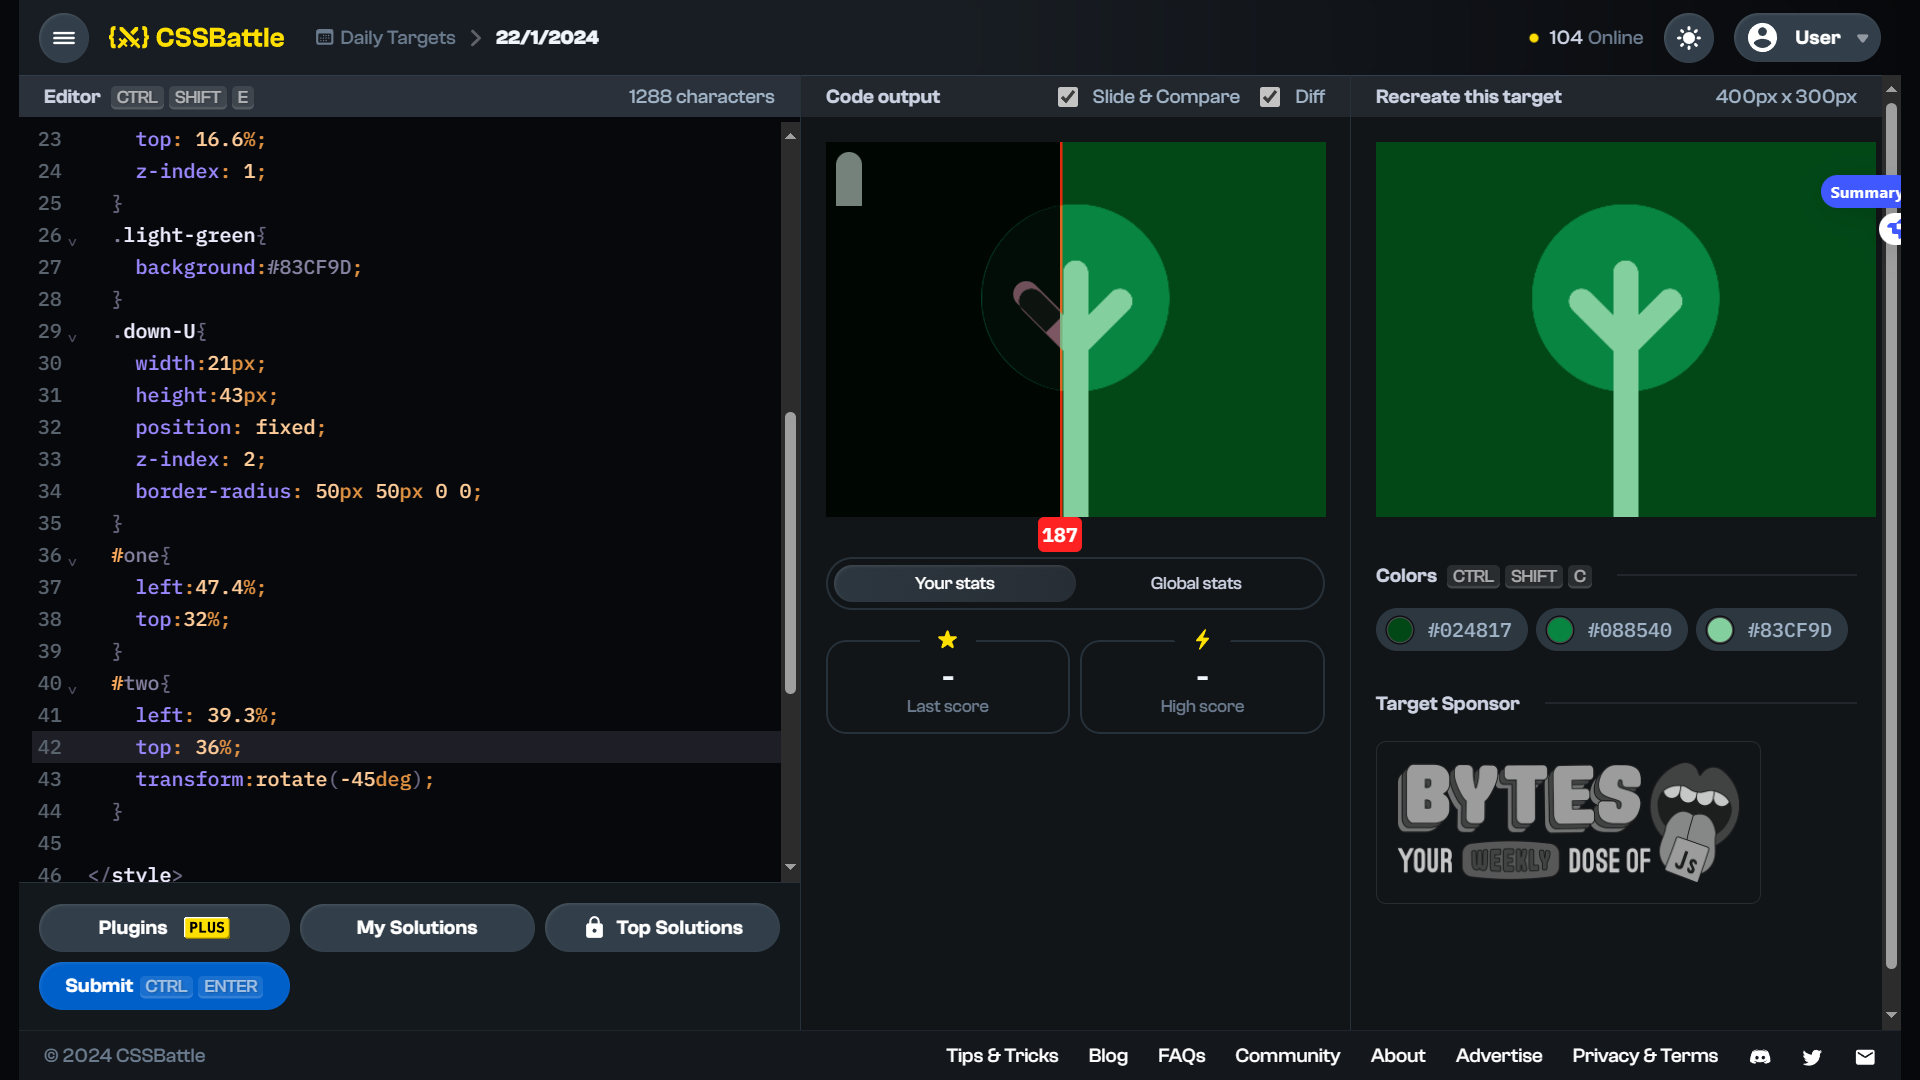 {X} CSSBattle
Daily Targets
22/1/2024
104 Online
User
Editor CTRL SHIFT E
1288 characters
23 top: 16.6%;
24 z-index: 1;
25 }
26 .light-green{
27 background:#83CF9D;
28 }
29 .down-U{
30 width:21px;
31 height:43px;
32 position: fixed;
33 z-index: 2;
34 border-radius: 50px 50px 0 0;
35 }
36 #one{
37 left:47.4%;
38 top:32%;
39 }
40 #two{
41 left: 39.3%;
42 top: 36%;
43 transform:rotate(-45deg);
44 }
45
46 </style>
Plugins PLUS
My Solutions
Top Solutions
Submit CTRL ENTER
Code output
Slide & Compare
Diff
187
Your stats
Global stats
-
Last score
-
High score
Recreate this target
400px x 300px
Summary
Colors CTRL SHIFT C
#024817
#088540
#83CF9D
Target Sponsor
BYTES
YOUR WEEKLY DOSE OF JS
© 2024 CSSBattle
Tips & Tricks
Blog
FAQs
Community
About
Advertise
Privacy & Terms